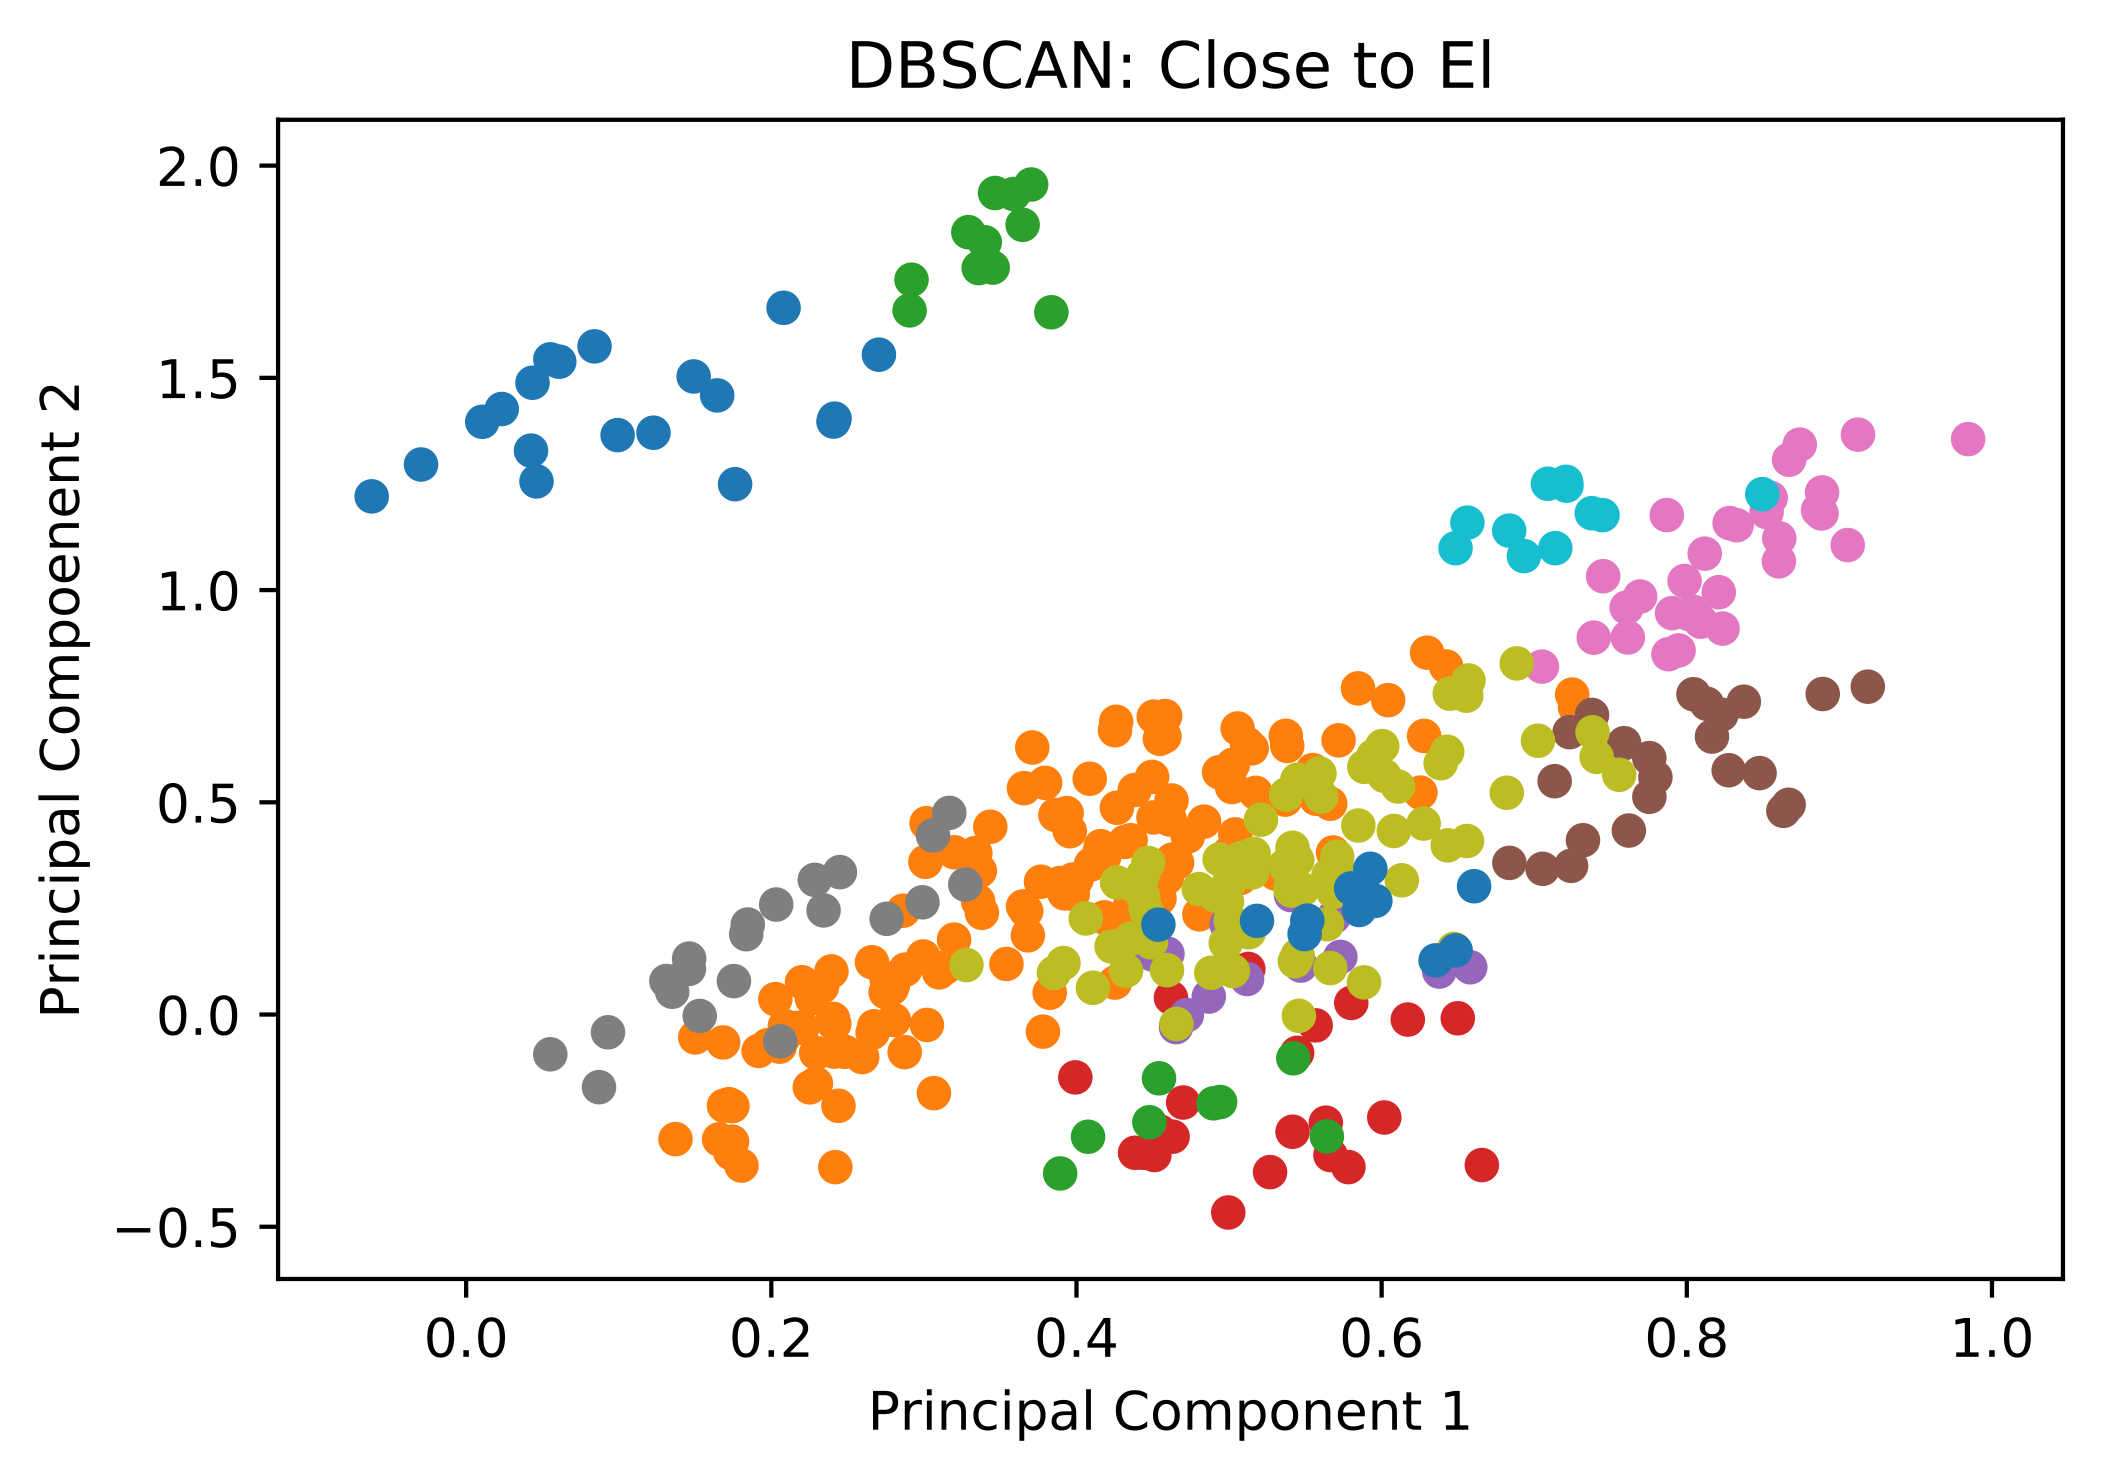 DBSCAN: Close to El
Principal Compoenent 2
2.0
1.5
1.0
0.5
0.0
−0.5
0.0 0.2 0.4 0.6 0.8 1.0
Principal Component 1